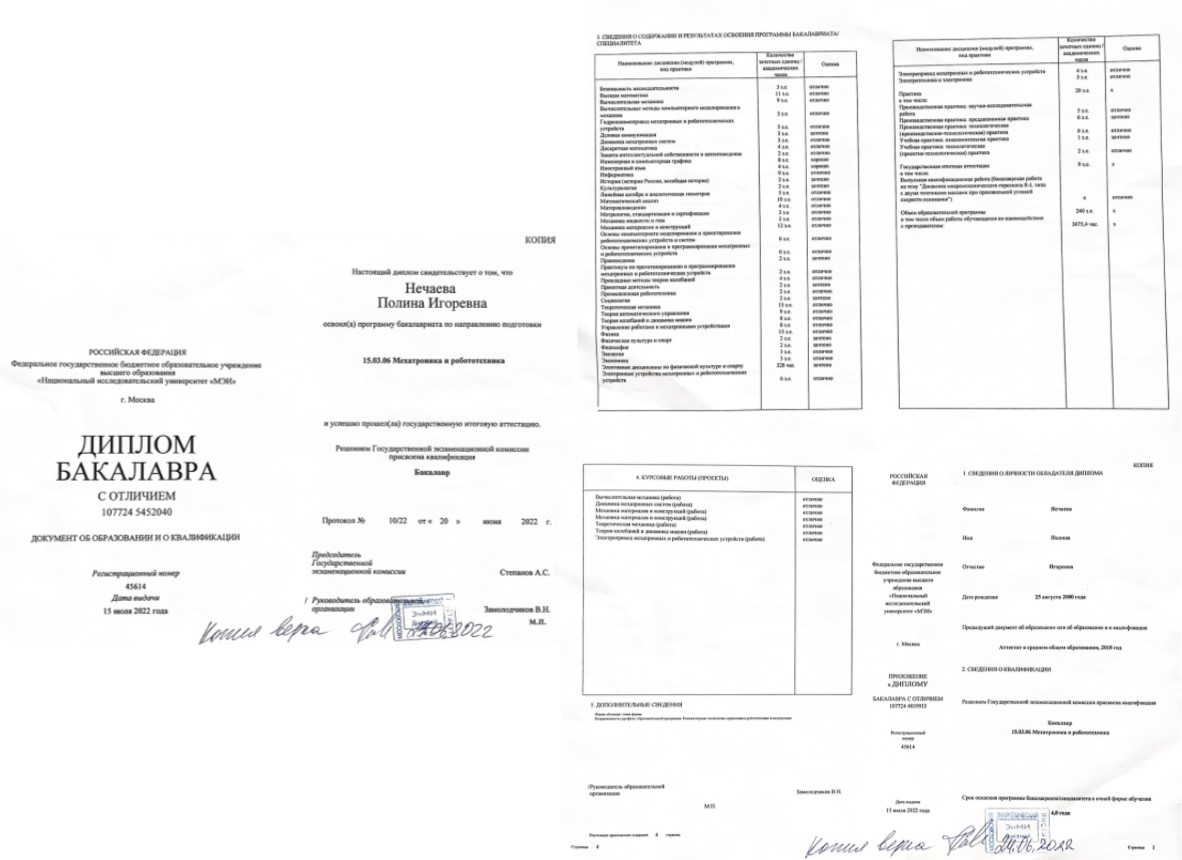 КОПИЯ
РОССИЙСКАЯ ФЕДЕРАЦИЯ
Федеральное государственное бюджетное образовательное учреждение
высшего образования
«Национальный исследовательский университет «МЭИ»
г. Москва
ДИПЛОМ
БАКАЛАВРА
С ОТЛИЧИЕМ
107724 5452040
ДОКУМЕНТ ОБ ОБРАЗОВАНИИ И О КВАЛИФИКАЦИИ
Регистрационный номер
45614
Дата выдачи
15 июля 2022 года
Настоящий диплом свидетельствует о том, что
Нечаева
Полина Игоревна
освоил(а) программу бакалавриата по направлению подготовки
15.03.06 Мехатроника и робототехника
и успешно прошел(ла) государственную итоговую аттестацию.
Решением Государственной экзаменационной комиссии
присвоена квалификация
Бакалавр
Протокол № 10/22 от « 20 » июня 2022 г.
Председатель
Государственной
экзаменационной комиссии Степанов А.С.
/ Руководитель образовательной
организации Замолодчиков В.Н.
М.П.
Копия верна
ЭнМИ
.06.2022
3. СВЕДЕНИЯ О СОДЕРЖАНИИ И РЕЗУЛЬТАТАХ ОСВОЕНИЯ ПРОГРАММЫ БАКАЛАВРИАТА/
СПЕЦИАЛИТЕТА
Наименование дисциплин (модулей) программы, вид практики Количество зачетных единиц/ академических часов Оценка
Безопасность жизнедеятельности 3 з.е. отлично
Высшая математика 11 з.е. отлично
Вычислительная механика 9 з.е. отлично
Вычислительные методы компьютерного моделирования в
механике 3 з.е. отлично
Гидропневмопривод мехатронных и робототехнических
устройств 5 з.е. отлично
Деловая коммуникация 3 з.е. зачтено
Динамика мехатронных систем 3 з.е. отлично
Дискретная математика 4 з.е. отлично
Защита интеллектуальной собственности и патентоведение 2 з.е. отлично
Инженерная и компьютерная графика 8 з.е. хорошо
Иностранный язык 4 з.е. хорошо
Информатика 9 з.е. отлично
История (история России, всеобщая история) 2 з.е. зачтено
Культурология 2 з.е. зачтено
Линейная алгебра и аналитическая геометрия 5 з.е. отлично
Математический анализ 10 з.е. отлично
Материаловедение 4 з.е. отлично
Метрология, стандартизация и сертификация 3 з.е. отлично
Механика жидкости и газа 5 з.е. отлично
Механика материалов и конструкций 12 з.е. отлично
Основы компьютерного моделирования и проектирования
робототехнических устройств и систем 6 з.е. отлично
Основы прототипирования и программирования мехатронных
и робототехнических устройств 6 з.е. отлично
Правоведение 2 з.е. зачтено
Практикум по прототипированию и программированию
мехатронных и робототехнических устройств 2 з.е. отлично
Прикладные методы теории колебаний 4 з.е. отлично
Проектная деятельность 2 з.е. зачтено
Промышленная робототехника 2 з.е. отлично
Социология 2 з.е. зачтено
Теоретическая механика 13 з.е. отлично
Теория автоматического управления 9 з.е. отлично
Теория колебаний и динамика машин 8 з.е. отлично
Управление роботами и мехатронными устройствами 8 з.е. отлично
Физика 15 з.е. отлично
Физическая культура и спорт 2 з.е. зачтено
Философия 2 з.е. зачтено
Экология 3 з.е. отлично
Экономика 3 з.е. отлично
Элективные дисциплины по физической культуре и спорту 328 час. зачтено
Электронные устройства мехатронных и робототехнических
устройств 6 з.е. отлично
Наименование дисциплин (модулей) программы, вид практики Количество зачетных единиц/ академических часов Оценка
Электропривод мехатронных и робототехнических устройств 4 з.е. отлично
Электротехника и электроника 5 з.е. отлично
Практика 20 з.е. х
в том числе:
Производственная практика: научно-исследовательская
работа 5 з.е. отлично
Производственная практика: преддипломная практика 6 з.е. зачтено
Производственная практика: технологическая
(производственно-технологическая) практика 6 з.е. отлично
Учебная практика: ознакомительная практика 1 з.е. зачтено
Учебная практика: технологическая
(проектно-технологическая) практика 2 з.е. отлично
Государственная итоговая аттестация 9 з.е. х
в том числе:
Выпускная квалификационная работа (бакалаврская работа
на тему "Динамика микромеханического гироскопа R-L типа
с двумя точечными массами при произвольной угловой
скорости основания") х отлично
Объем образовательной программы 240 з.е. х
в том числе объем работы обучающихся во взаимодействии
с преподавателем: 3675,4 час. х
4. КУРСОВЫЕ РАБОТЫ (ПРОЕКТЫ) ОЦЕНКА
Вычислительная механика (работа) отлично
Динамика мехатронных систем (работа) отлично
Механика материалов и конструкций (работа) отлично
Механика материалов и конструкций (работа) отлично
Теоретическая механика (работа) отлично
Теория колебаний и динамика машин (работа) отлично
Электропривод мехатронных и робототехнических устройств (работа) отлично
5. ДОПОЛНИТЕЛЬНЫЕ СВЕДЕНИЯ
Форма обучения: очная форма
/Руководитель образовательной
организации Замолодчиков В.Н.
М.П.
Настоящее приложение содержит 4 страницы
Страница 4
РОССИЙСКАЯ
ФЕДЕРАЦИЯ
Федеральное государственное
бюджетное образовательное
учреждение высшего
образования
«Национальный
исследовательский
университет «МЭИ»
г. Москва
ПРИЛОЖЕНИЕ
к ДИПЛОМУ
БАКАЛАВРА С ОТЛИЧИЕМ
107724 4819933
Регистрационный
номер
45614
Дата выдачи
15 июля 2022 года
КОПИЯ
1. СВЕДЕНИЯ О ЛИЧНОСТИ ОБЛАДАТЕЛЯ ДИПЛОМА
Фамилия Нечаева
Имя Полина
Отчество Игоревна
Дата рождения 25 августа 2000 года
Предыдущий документ об образовании или об образовании и о квалификации
Аттестат о среднем общем образовании, 2018 год
2. СВЕДЕНИЯ О КВАЛИФИКАЦИИ
Решением Государственной экзаменационной комиссии присвоена квалификация
Бакалавр
15.03.06 Мехатроника и робототехника
Срок освоения программы бакалавриата/специалитета в очной форме обучения
4,0 года
Копия верна
ЭнМИ
24.06.2022
Страница 1